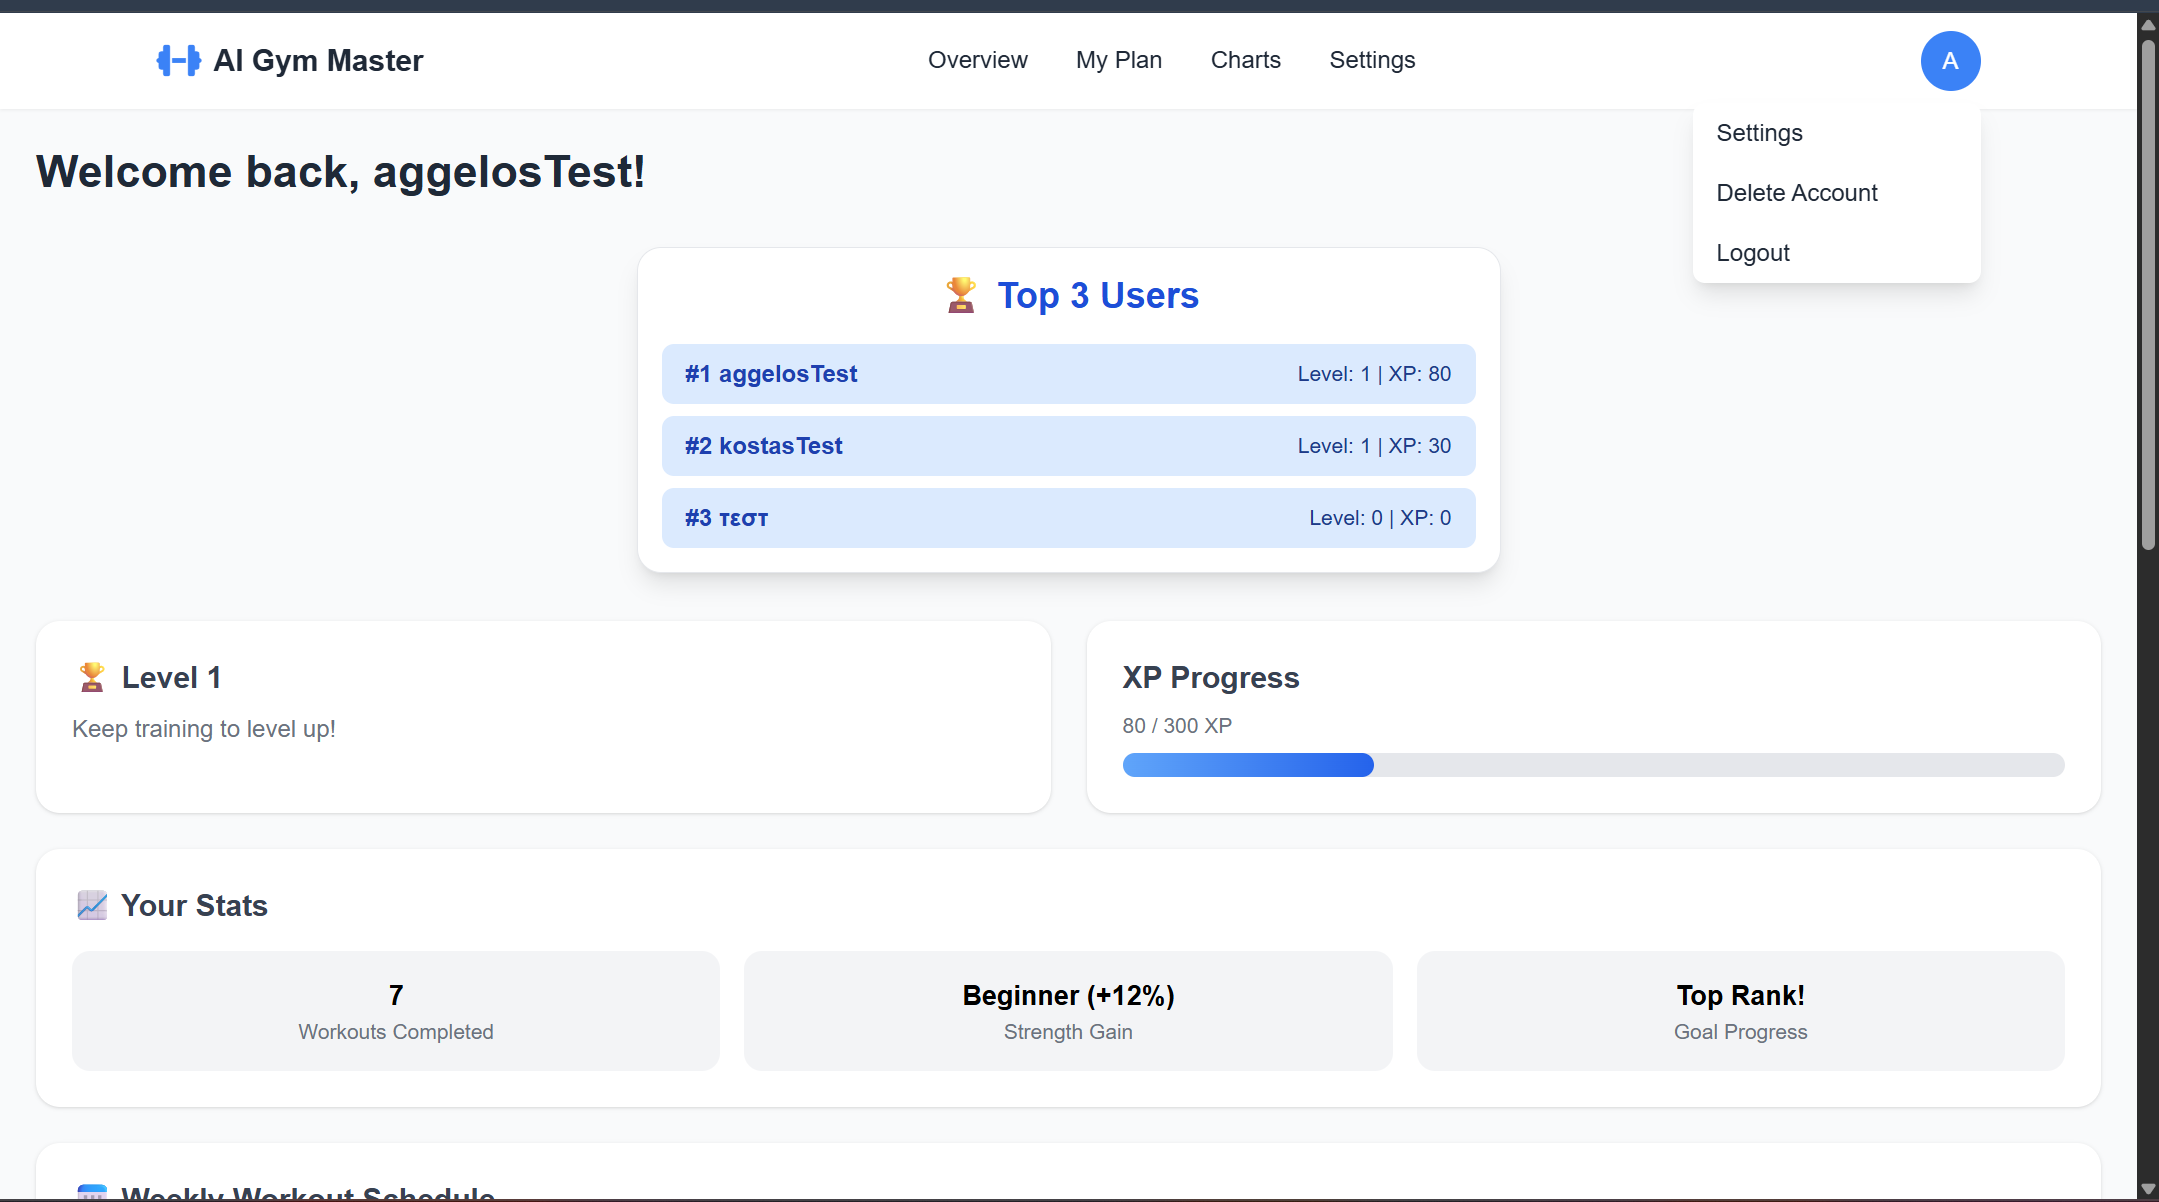 AI Gym Master
Overview
My Plan
Charts
Settings
A
Settings
Delete Account
Logout
Welcome back, aggelosTest!
Top 3 Users
#1 aggelosTest
Level: 1 | XP: 80
#2 kostasTest
Level: 1 | XP: 30
#3 τεστ
Level: 0 | XP: 0
Level 1
Keep training to level up!
XP Progress
80 / 300 XP
Your Stats
7
Workouts Completed
Beginner (+12%)
Strength Gain
Top Rank!
Goal Progress
Weekly Workout Schedule